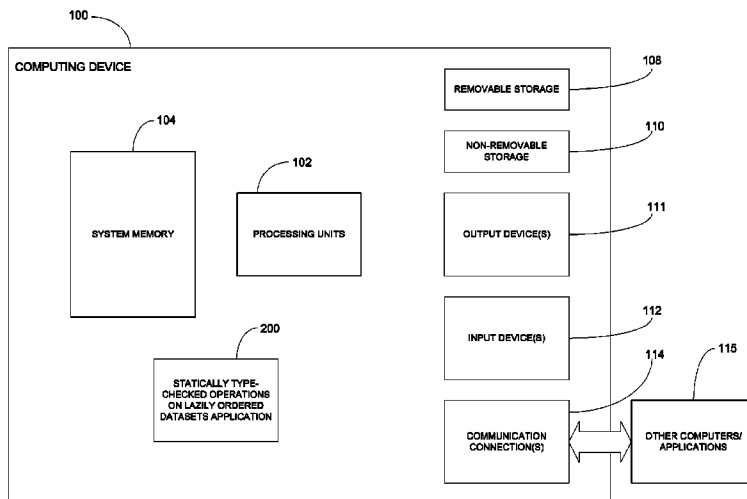 100
COMPUTING DEVICE
108
REMOVABLE STORAGE
104
110
NON-REMOVABLE
STORAGE
102
111
SYSTEM MEMORY
PROCESSING UNITS
OUTPUT DEVICE(S)
112
200
INPUT DEVICE(S)
114
115
STATICALLY TYPE-
CHECKED OPERATIONS
ON LAZILY ORDERED
DATASETS APPLICATION
COMMUNICATION
CONNECTION(S)
OTHER COMPUTERS/
APPLICATIONS